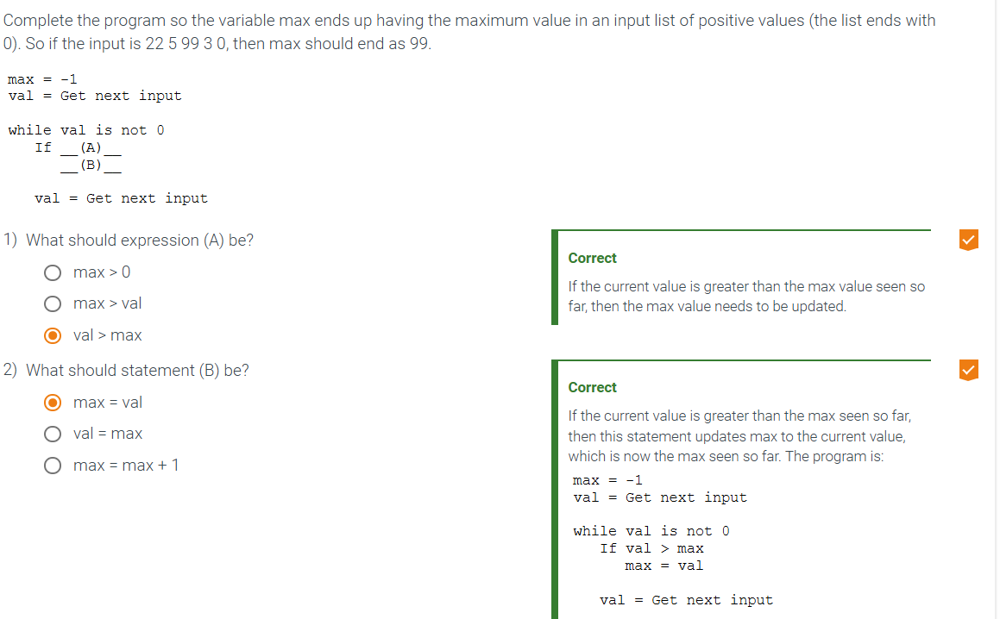 Complete the program so the variable max ends up having the maximum value in an input list of positive values (the list ends with
0). So if the input is 22 5 99 3 0, then max should end as 99.
max = -1
val = Get next input
while val is not 0
If __(A)__
__(B)__
val = Get next input
1) What should expression (A) be?
max > 0
max > val
val > max
Correct
If the current value is greater than the max value seen so
far, then the max value needs to be updated.
2) What should statement (B) be?
max = val
val = max
max = max + 1
Correct
If the current value is greater than the max seen so far,
then this statement updates max to the current value,
which is now the max seen so far. The program is:
max = -1
val = Get next input
while val is not 0
If val > max
max = val
val = Get next input